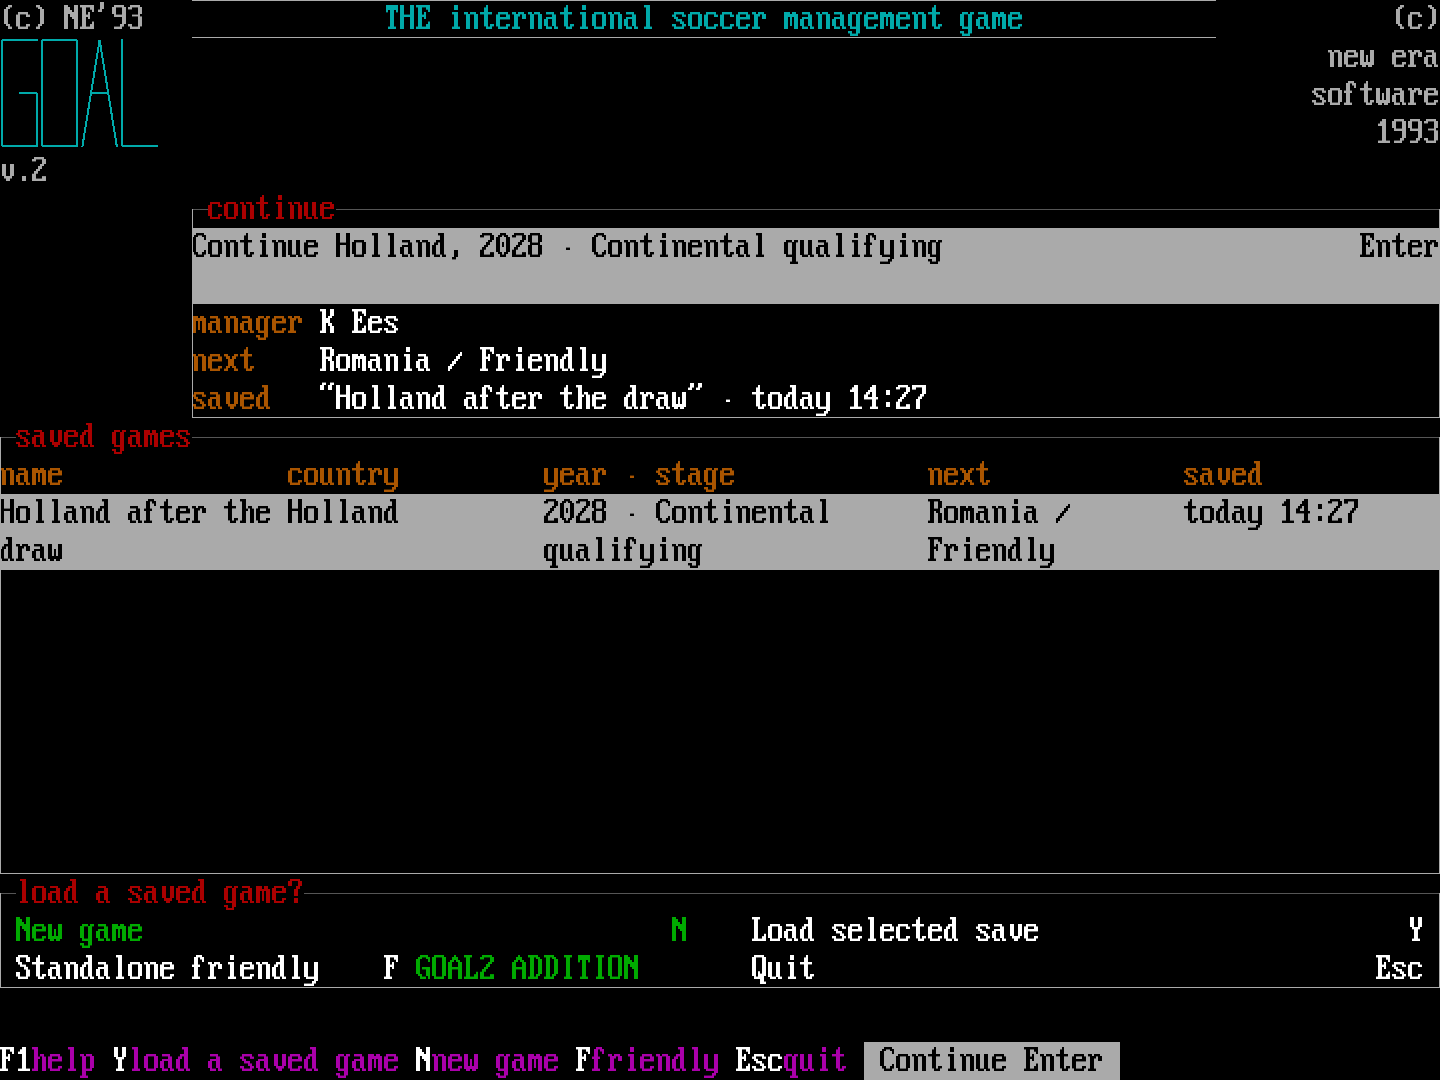 (c) NE'93 THE international soccer management game (c)
new era
GOAL software
1993
v.2
continue
Continue Holland, 2028 · Continental qualifying Enter
manager K Ees
next Romania / Friendly
saved “Holland after the draw” · today 14:27
saved games
name country year · stage next saved
Holland after the Holland 2028 · Continental Romania / today 14:27
draw qualifying Friendly
load a saved game?
New game N Load selected save Y
Standalone friendly F GOAL2 ADDITION Quit Esc
F1help Yload a saved game Nnew game Ffriendly Escquit Continue Enter